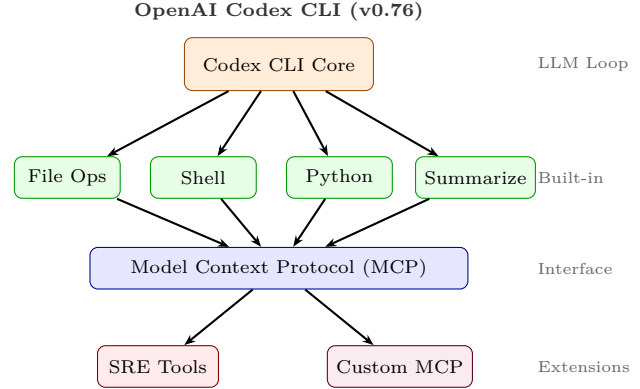 OpenAI Codex CLI (v0.76)
Codex CLI Core
LLM Loop
File Ops
Shell
Python
Summarize
Built-in
Model Context Protocol (MCP)
Interface
SRE Tools
Custom MCP
Extensions